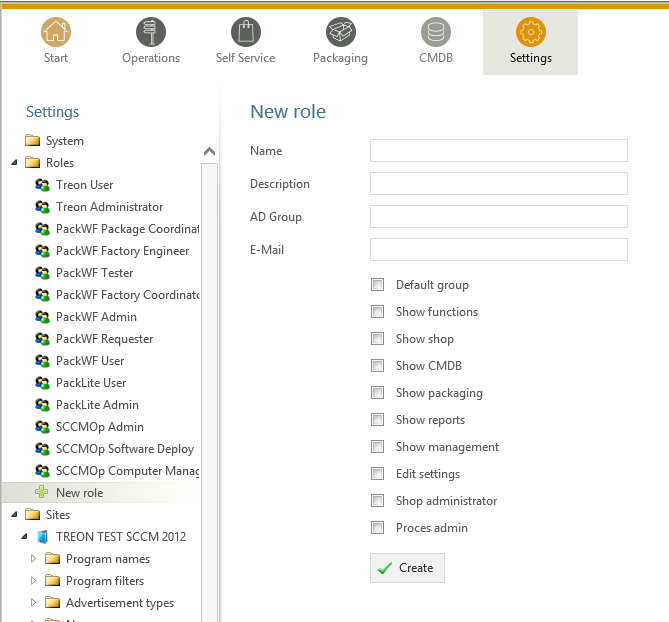 Start
Operations
Self Service
Packaging
CMDB
Settings
Settings
System
Roles
Treon User
Treon Administrator
PackWF Package Coordinat
PackWF Factory Engineer
PackWF Tester
PackWF Factory Coordinato
PackWF Admin
PackWF Requester
PackWF User
PackLite User
PackLite Admin
SCCMOp Admin
SCCMOp Software Deploy
SCCMOp Computer Manag
New role
Sites
TREON TEST SCCM 2012
Program names
Program filters
Advertisement types
New role
Name
Description
AD Group
E-Mail
Default group
Show functions
Show shop
Show CMDB
Show packaging
Show reports
Show management
Edit settings
Shop administrator
Proces admin
Create